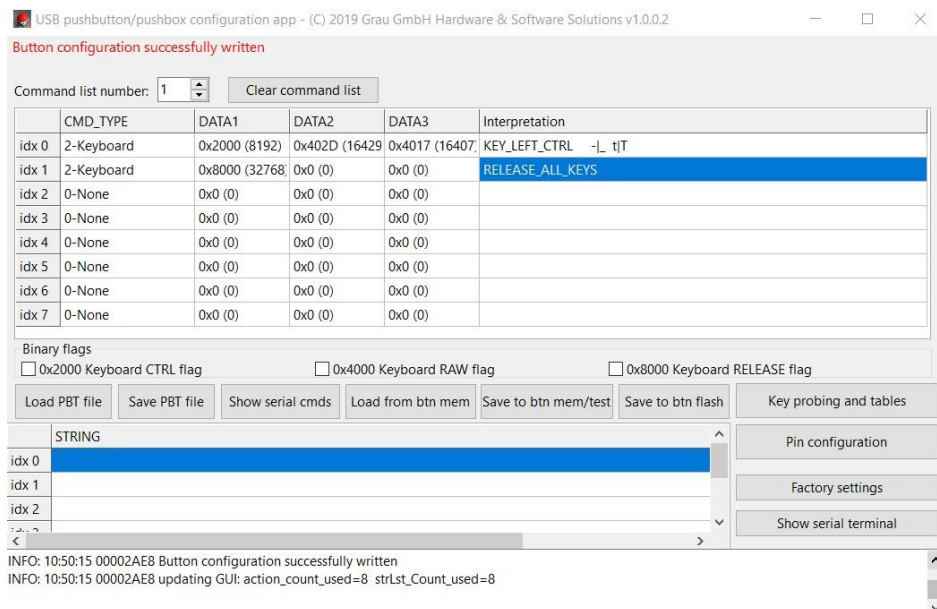 USB pushbutton/pushbox configuration app - (C) 2019 Grau GmbH Hardware & Software Solutions v1.0.0.2
Button configuration successfully written
Command list number: 1 Clear command list
CMD_TYPE DATA1 DATA2 DATA3 Interpretation
idx 0 2-Keyboard 0x2000 (8192) 0x402D (16429 0x4017 (16407) KEY_LEFT_CTRL -|_ t|T
idx 1 2-Keyboard 0x8000 (32768) 0x0 (0) 0x0 (0) RELEASE_ALL_KEYS
idx 2 0-None 0x0 (0) 0x0 (0) 0x0 (0)
idx 3 0-None 0x0 (0) 0x0 (0) 0x0 (0)
idx 4 0-None 0x0 (0) 0x0 (0) 0x0 (0)
idx 5 0-None 0x0 (0) 0x0 (0) 0x0 (0)
idx 6 0-None 0x0 (0) 0x0 (0) 0x0 (0)
idx 7 0-None 0x0 (0) 0x0 (0) 0x0 (0)
Binary flags
0x2000 Keyboard CTRL flag 0x4000 Keyboard RAW flag 0x8000 Keyboard RELEASE flag
Load PBT file Save PBT file Show serial cmds Load from btn mem Save to btn mem/test Save to btn flash Key probing and tables
STRING
Pin configuration
idx 0
idx 1
Factory settings
idx 2
Show serial terminal
INFO: 10:50:15 00002AE8 Button configuration successfully written
INFO: 10:50:15 00002AE8 updating GUI: action_count_used=8 strLst_Count_used=8